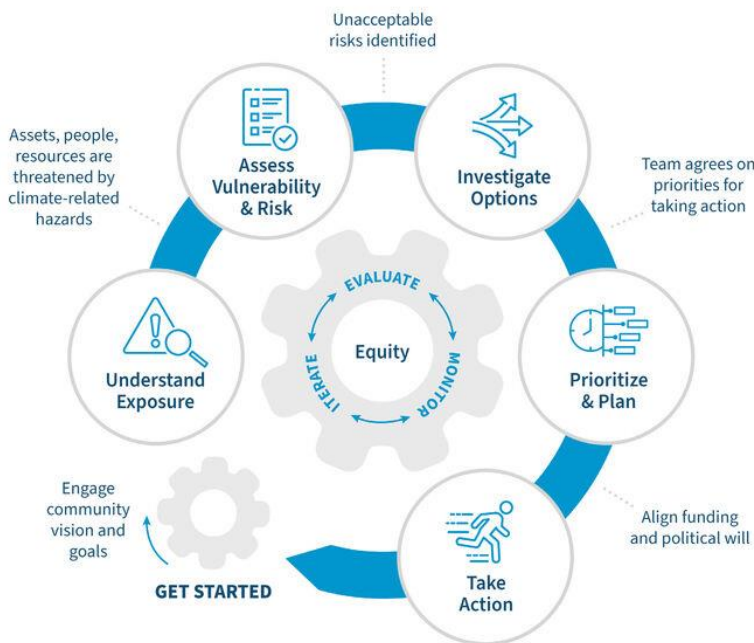 Unacceptable
risks identified
Assets, people,
resources are
threatened by
climate-related
hazards
Assess
Vulnerability
& Risk
Investigate
Options
Team agrees on
priorities for
taking action
Understand
Exposure
EVALUATE
MONITOR
ITERATE
Equity
Prioritize
& Plan
Engage
community
vision and
goals
GET STARTED
Take
Action
Align funding
and political will